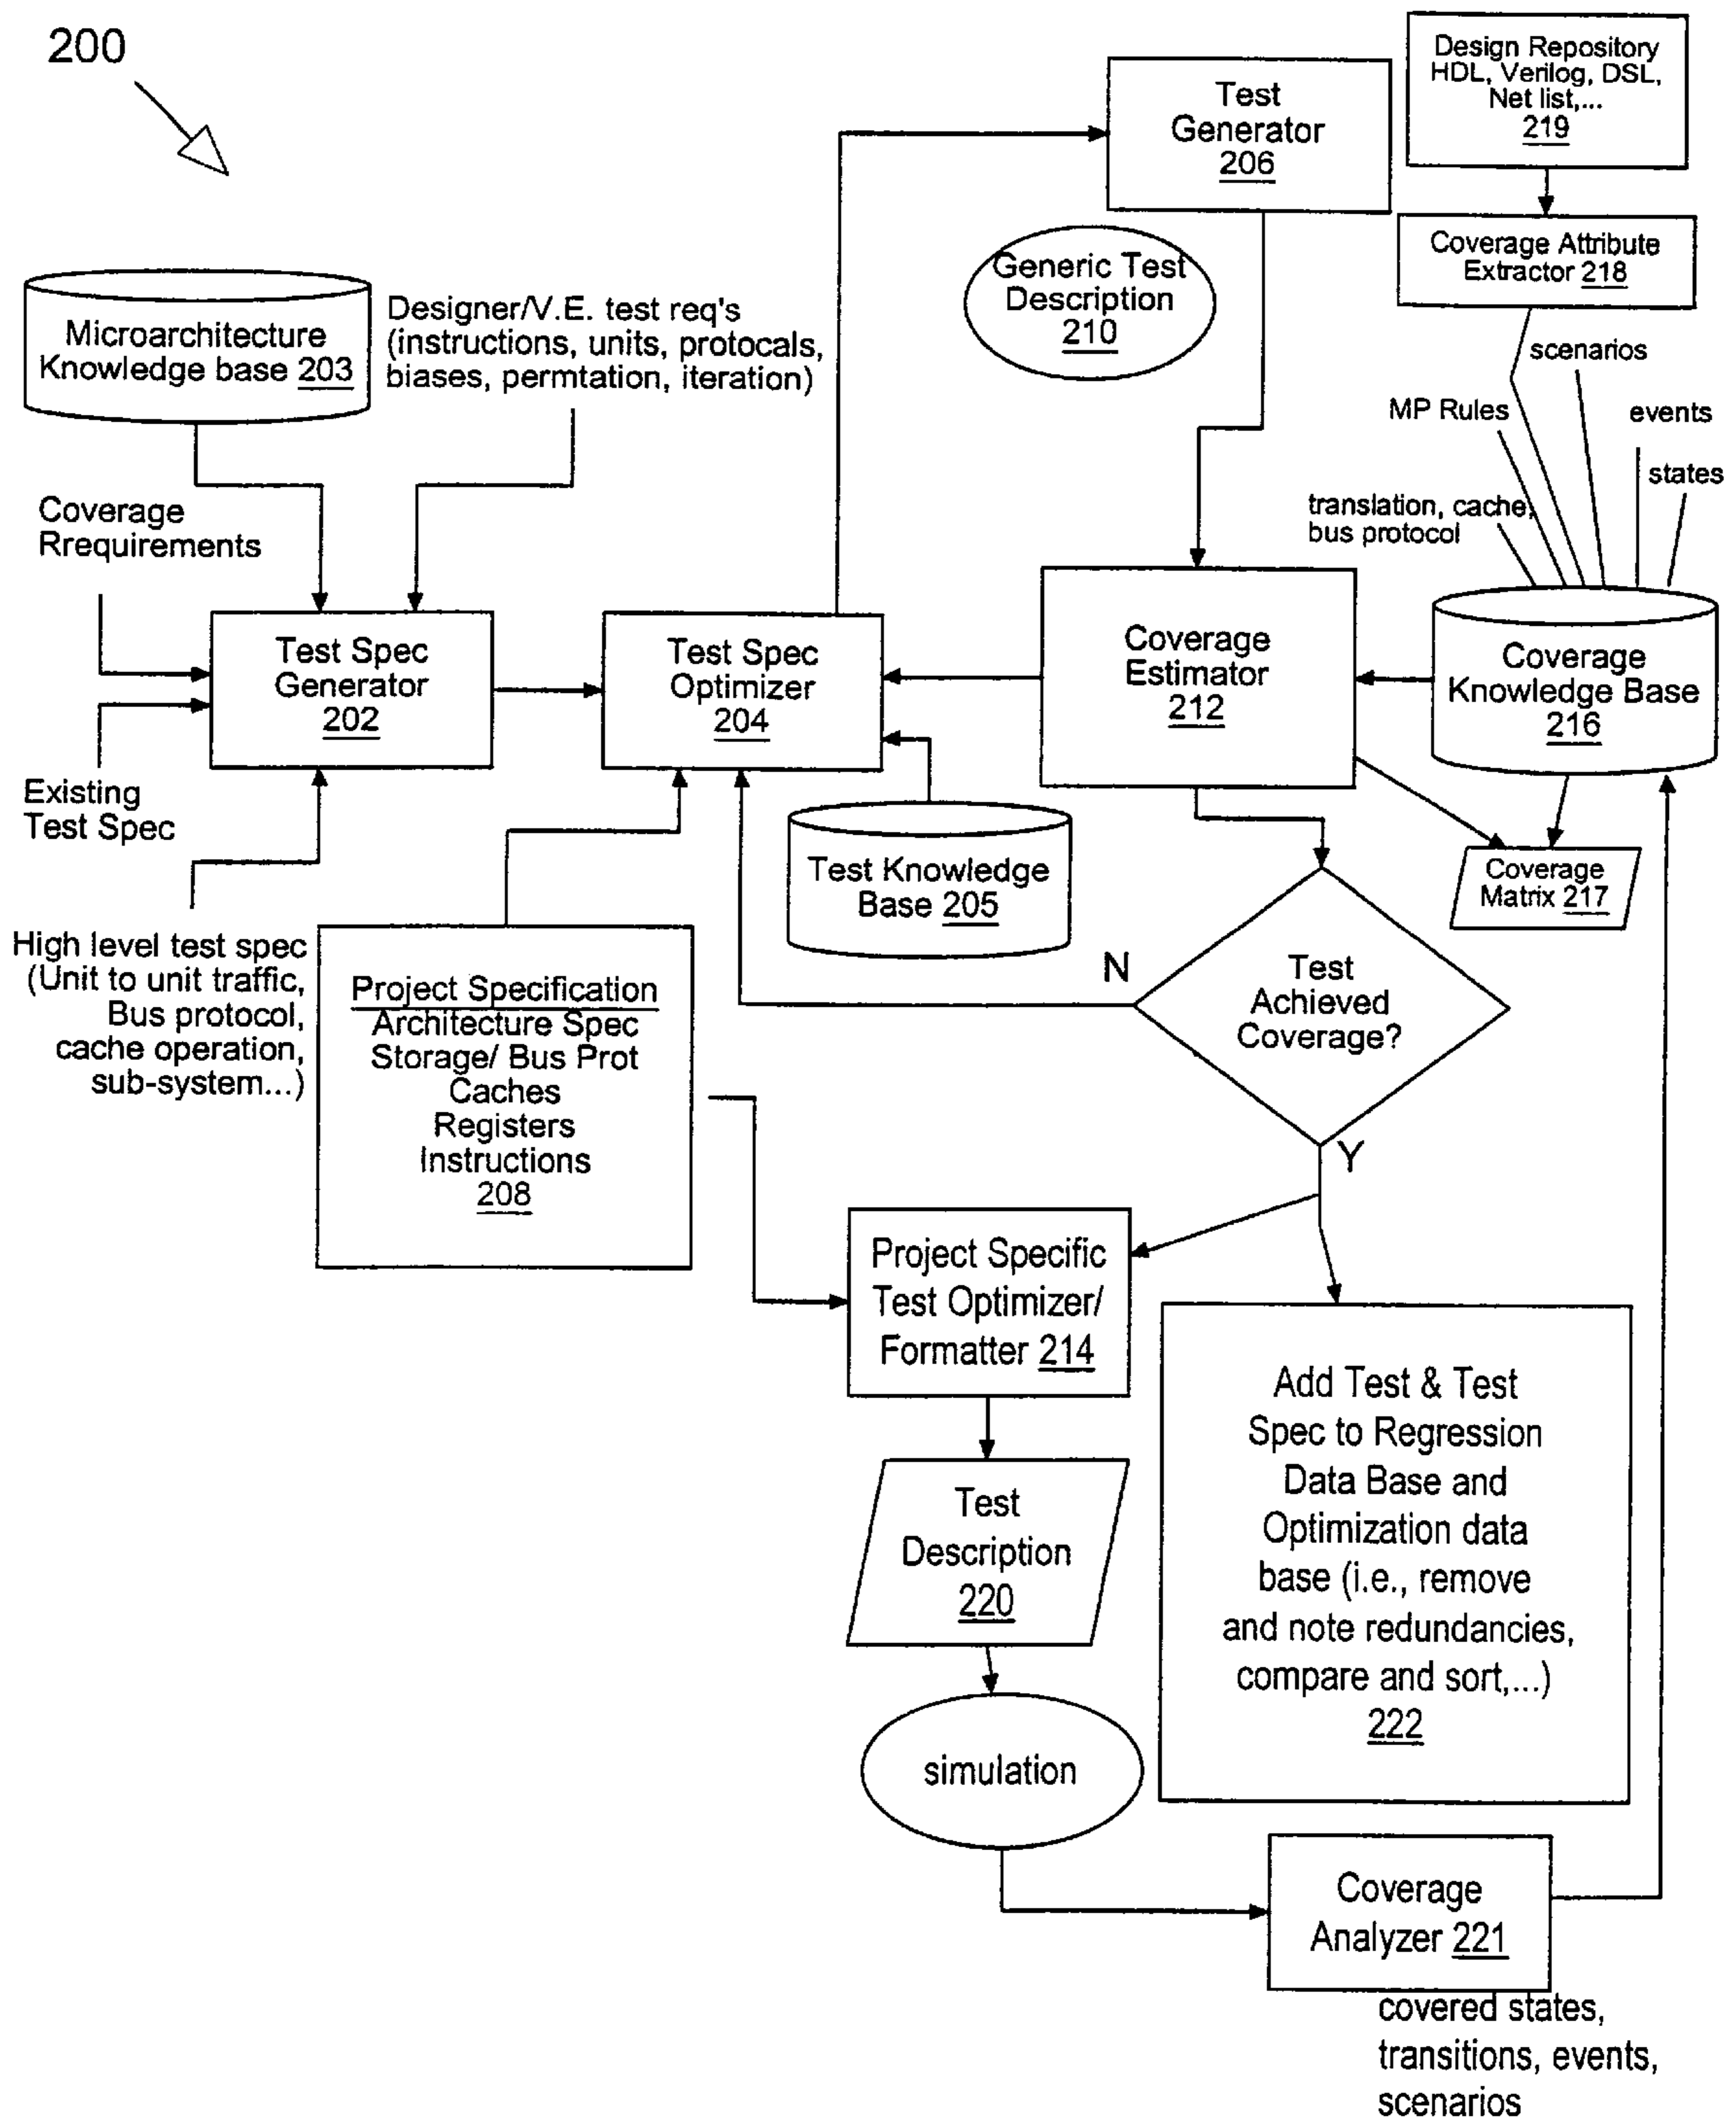 200
Test
Generator
206
Design Repository
HDL, Verilog, DSL,
Net list,...
219
Generic Test
Description
210
Coverage Attribute
Extractor 218
Microarchitecture
Knowledge base 203
Designer/V.E. test req's
(instructions, units, protocals,
biases, permtation, iteration)
scenarios
MP Rules
events
states
translation, cache,
bus protocol
Coverage
Rrequirements
Test Spec
Generator
202
Test Spec
Optimizer
204
Coverage
Estimator
212
Coverage
Knowledge Base
216
Existing
Test Spec
Test Knowledge
Base 205
Coverage
Matrix 217
High level test spec
(Unit to unit traffic,
Bus protocol,
cache operation,
sub-system...)
Project Specification
Architecture Spec
Storage/ Bus Prot
Caches
Registers
Instructions
208
N
Test
Achieved
Coverage?
Y
Project Specific
Test Optimizer/
Formatter 214
Test
Description
220
Add Test & Test
Spec to Regression
Data Base and
Optimization data
base (i.e., remove
and note redundancies,
compare and sort,...)
222
simulation
Coverage
Analyzer 221
covered states,
transitions, events,
scenarios